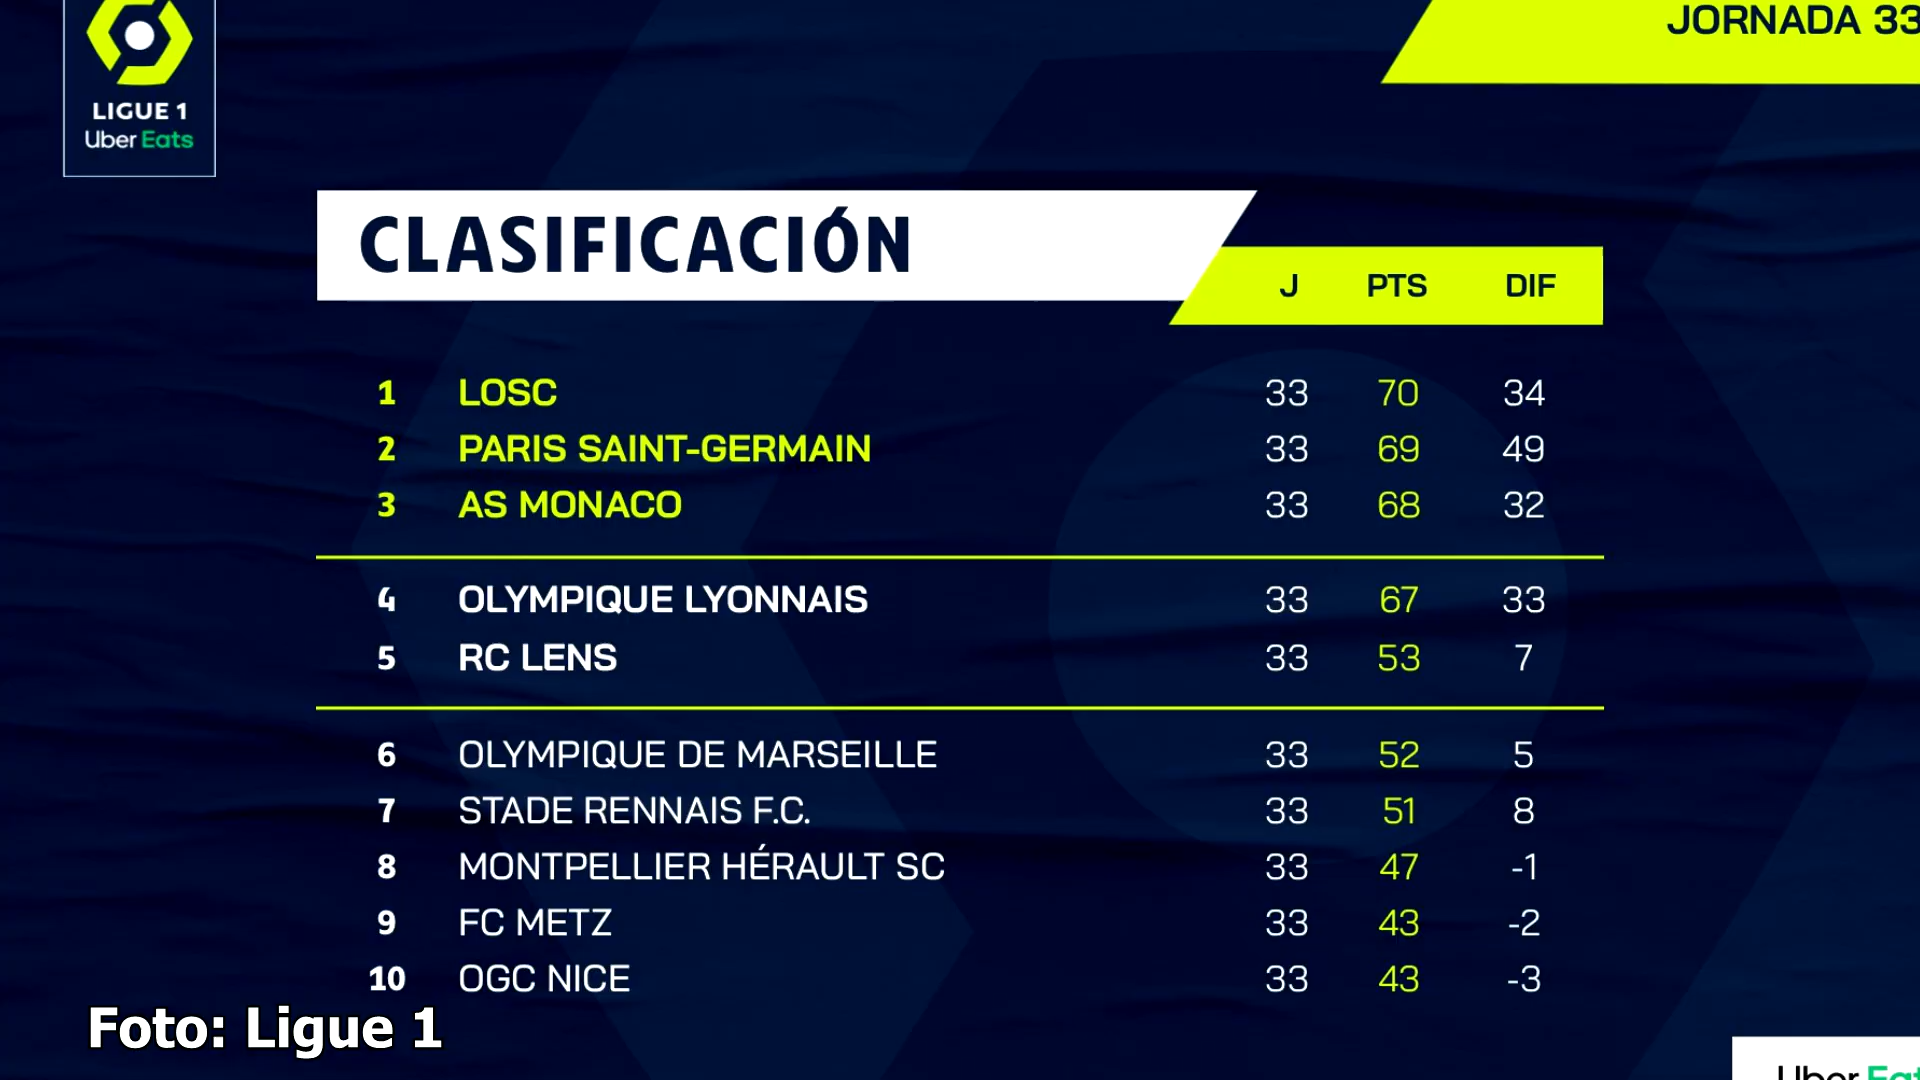 JORNADA 33
LIGUE 1
Uber Eats
CLASIFICACIÓN
J PTS DIF
1 LOSC 33 70 34
2 PARIS SAINT-GERMAIN 33 69 49
3 AS MONACO 33 68 32
4 OLYMPIQUE LYONNAIS 33 67 33
5 RC LENS 33 53 7
6 OLYMPIQUE DE MARSEILLE 33 52 5
7 STADE RENNAIS F.C. 33 51 8
8 MONTPELLIER HÉRAULT SC 33 47 -1
9 FC METZ 33 43 -2
10 OGC NICE 33 43 -3
Foto: Ligue 1
Uber Eat